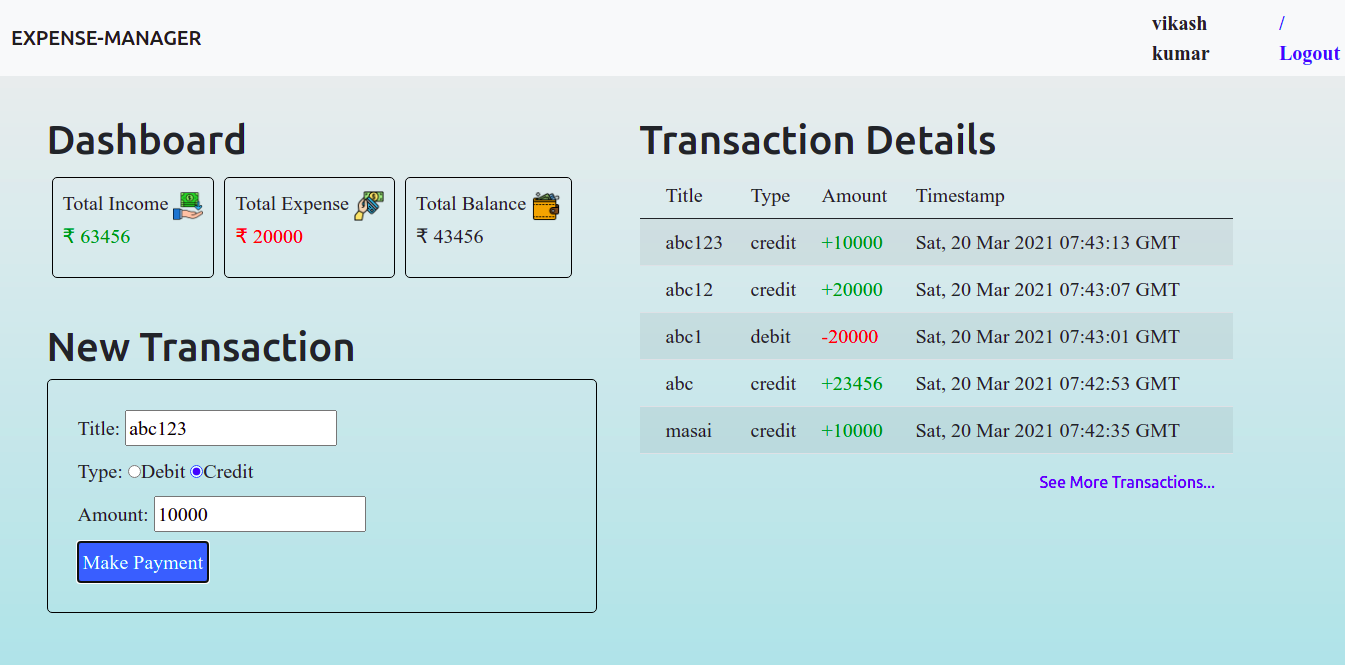 EXPENSE-MANAGER
vikash
kumar
/
Logout
Dashboard
Total Income
₹ 63456
Total Expense
₹ 20000
Total Balance
₹ 43456
New Transaction
Title: abc123
Type: Debit Credit
Amount: 10000
Make Payment
Transaction Details
Title Type Amount Timestamp
abc123 credit +10000 Sat, 20 Mar 2021 07:43:13 GMT
abc12 credit +20000 Sat, 20 Mar 2021 07:43:07 GMT
abc1 debit -20000 Sat, 20 Mar 2021 07:43:01 GMT
abc credit +23456 Sat, 20 Mar 2021 07:42:53 GMT
masai credit +10000 Sat, 20 Mar 2021 07:42:35 GMT
See More Transactions...